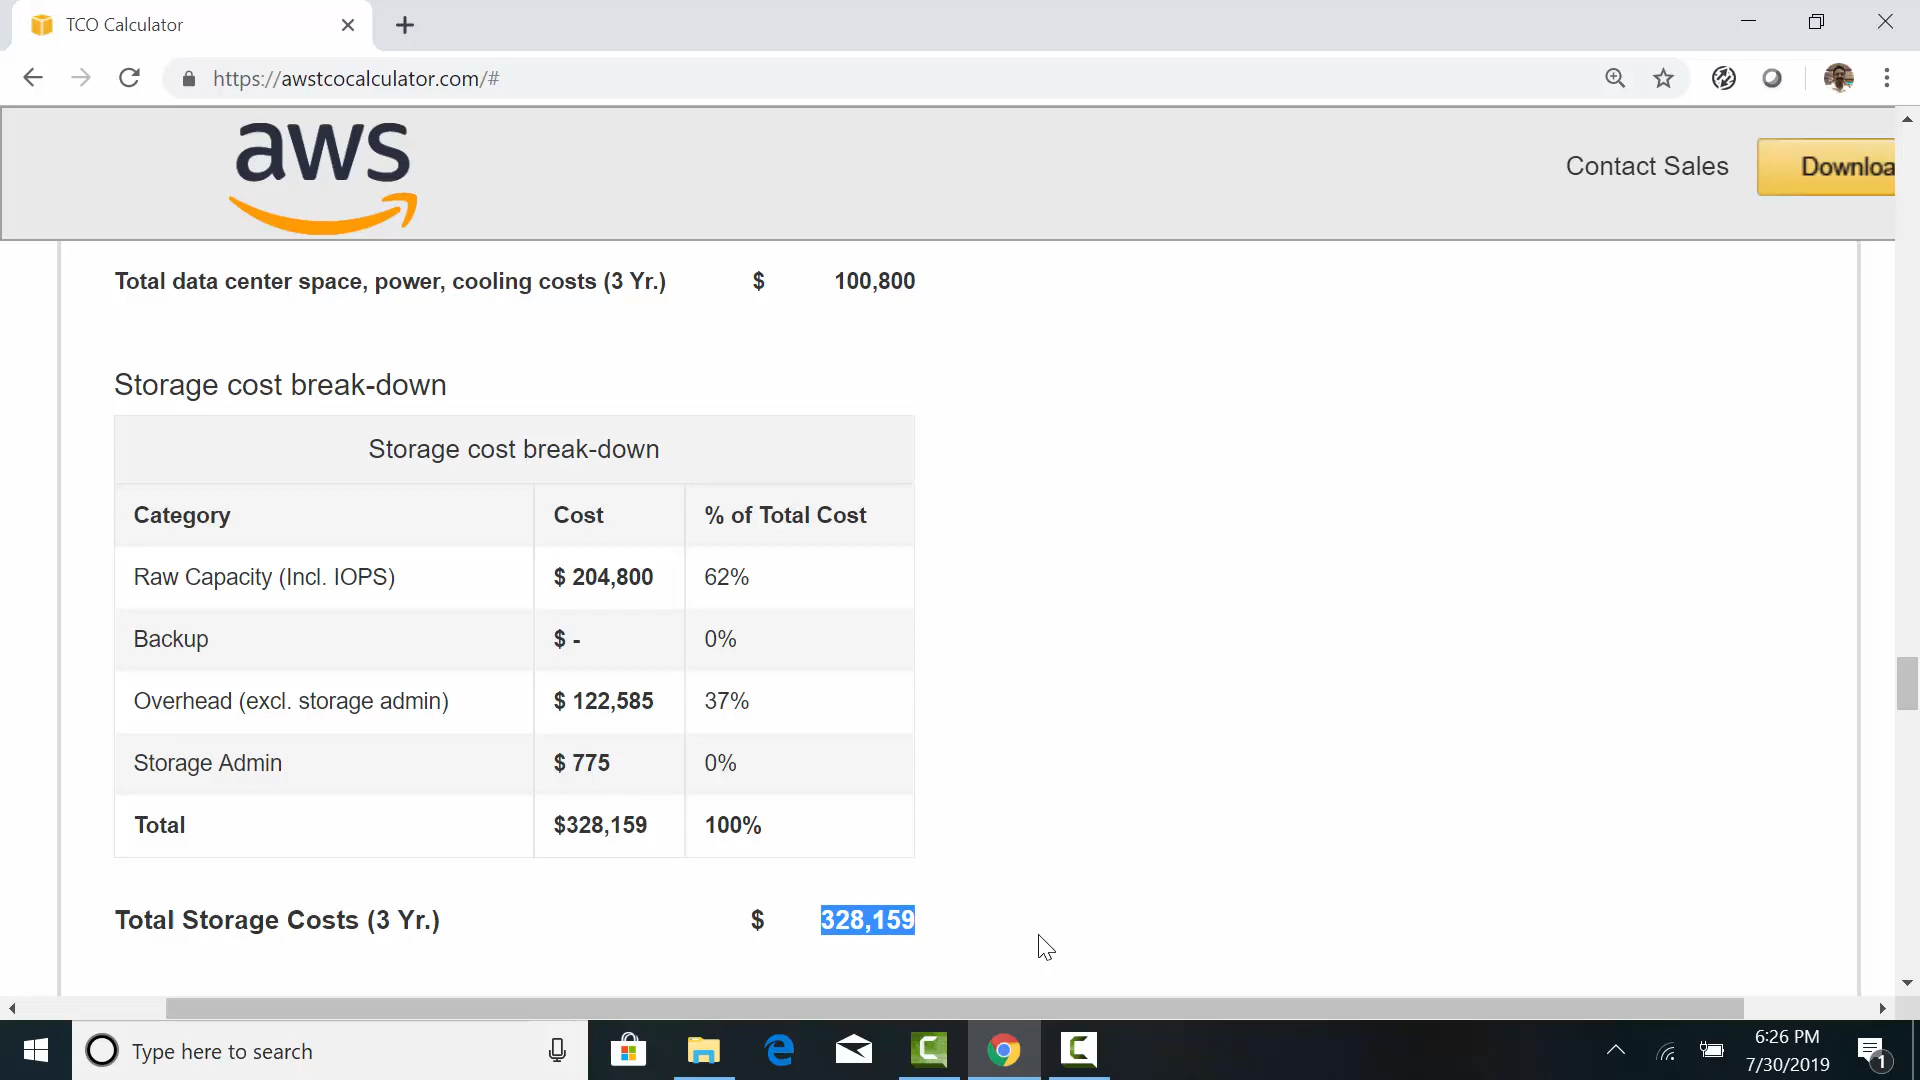 TCO Calculator
https://awstcocalculator.com/#
aws
Contact Sales
Downloa
Total data center space, power, cooling costs (3 Yr.) $ 100,800
Storage cost break-down
Storage cost break-down
Category Cost % of Total Cost
Raw Capacity (Incl. IOPS) $ 204,800 62%
Backup $ - 0%
Overhead (excl. storage admin) $ 122,585 37%
Storage Admin $ 775 0%
Total $328,159 100%
Total Storage Costs (3 Yr.) $ 328,159
Type here to search
6:26 PM
7/30/2019
1